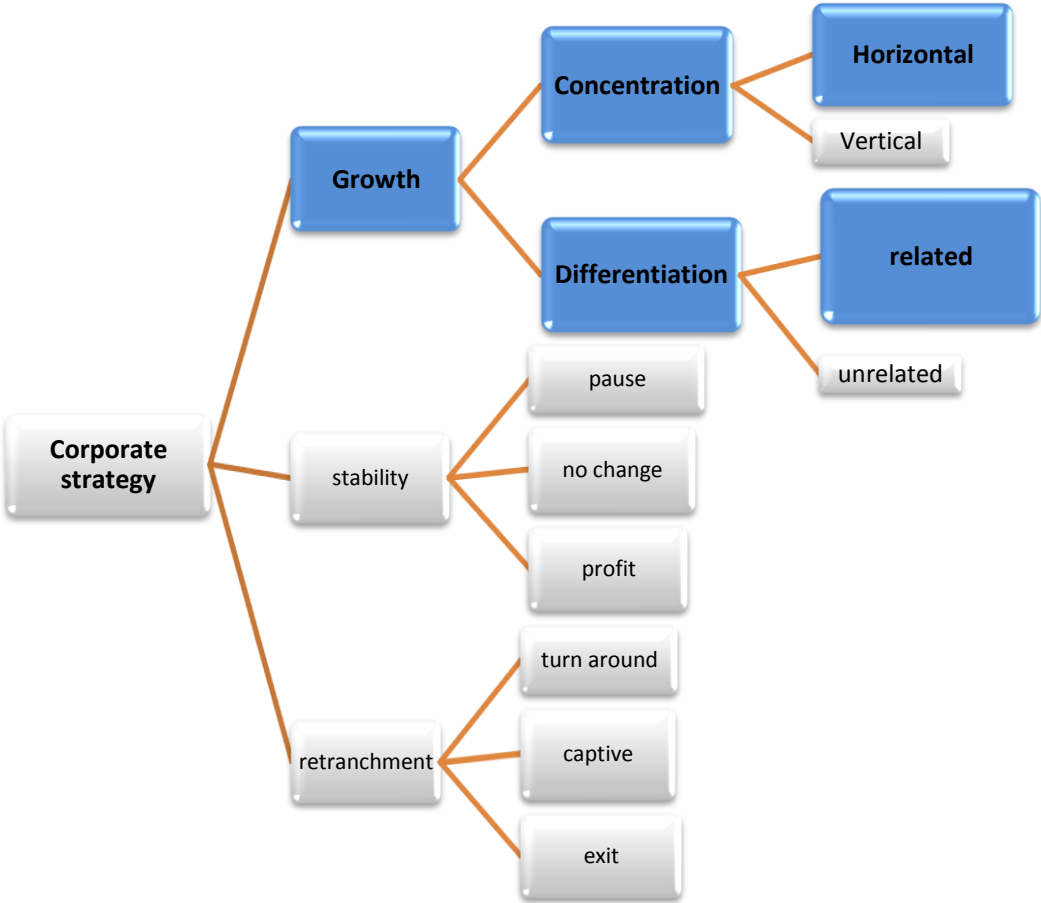 Corporate
strategy
Growth
Concentration
Horizontal
Vertical
Differentiation
related
unrelated
stability
pause
no change
profit
retranchment
turn around
captive
exit